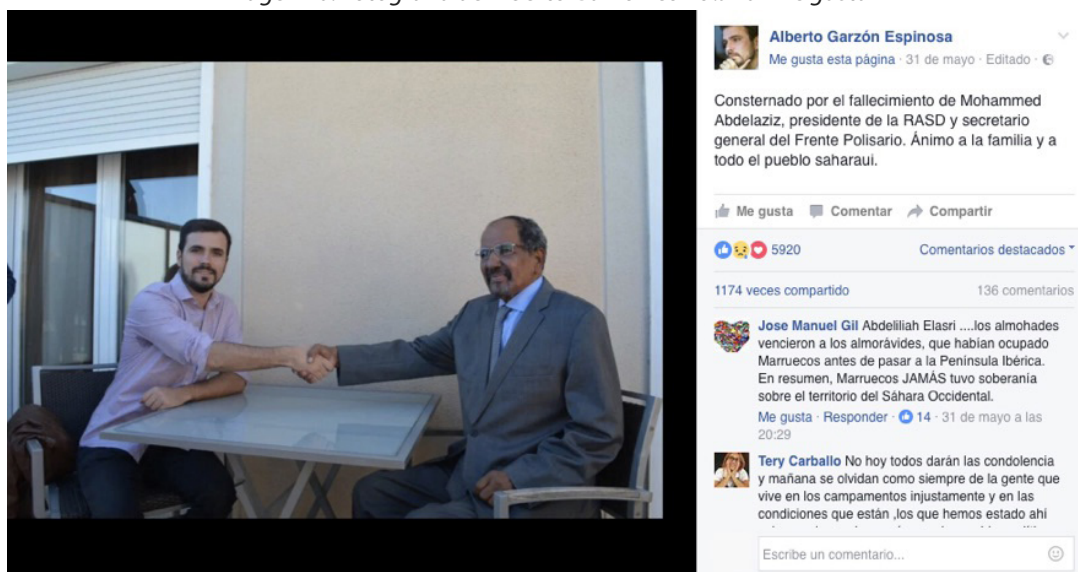 Alberto Garzón Espinosa
Me gusta esta página · 31 de mayo · Editado ·
Consternado por el fallecimiento de Mohammed
Abdelaziz, presidente de la RASD y secretario
general del Frente Polisario. Ánimo a la familia y a
todo el pueblo saharaui.
Me gusta Comentar Compartir
5920 Comentarios destacados
1174 veces compartido 136 comentarios
Jose Manuel Gil Abdeliliah Elasri ....los almohades
vencieron a los almorávides, que habían ocupado
Marruecos antes de pasar a la Península Ibérica.
En resumen, Marruecos JAMÁS tuvo soberanía
sobre el territorio del Sáhara Occidental.
Me gusta · Responder · 14 · 31 de mayo a las
20:29
Tery Carballo No hoy todos darán las condolencia
y mañana se olvidan como siempre de la gente que
vive en los campamentos injustamente y en las
condiciones que están ,los que hemos estado ahí
Escribe un comentario...